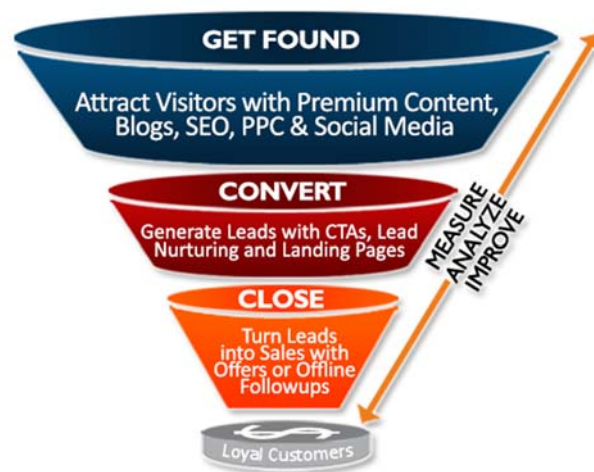 GET FOUND
Attract Visitors with Premium Content,
Blogs, SEO, PPC & Social Media
CONVERT
Generate Leads with CTAs, Lead
Nurturing and Landing Pages
CLOSE
Turn Leads
into Sales with
Offers or Offline
Followups
$
Loyal Customers
MEASURE
ANALYZE
IMPROVE